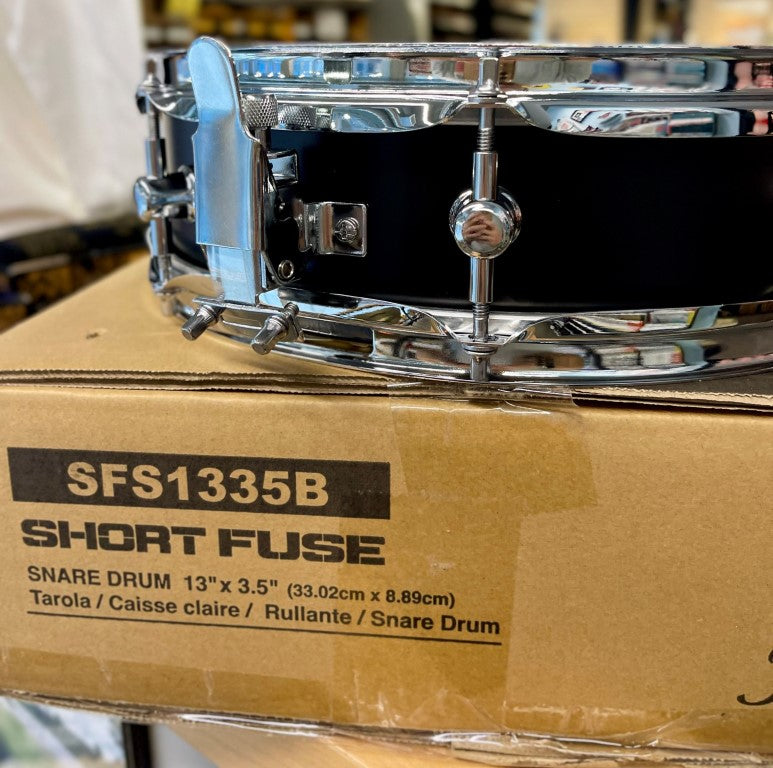 SFS1335B
SHORT FUSE
SNARE DRUM 13" x 3.5" (33.02cm x 8.89cm)
Tarola / Caisse claire / Rullante / Snare Drum